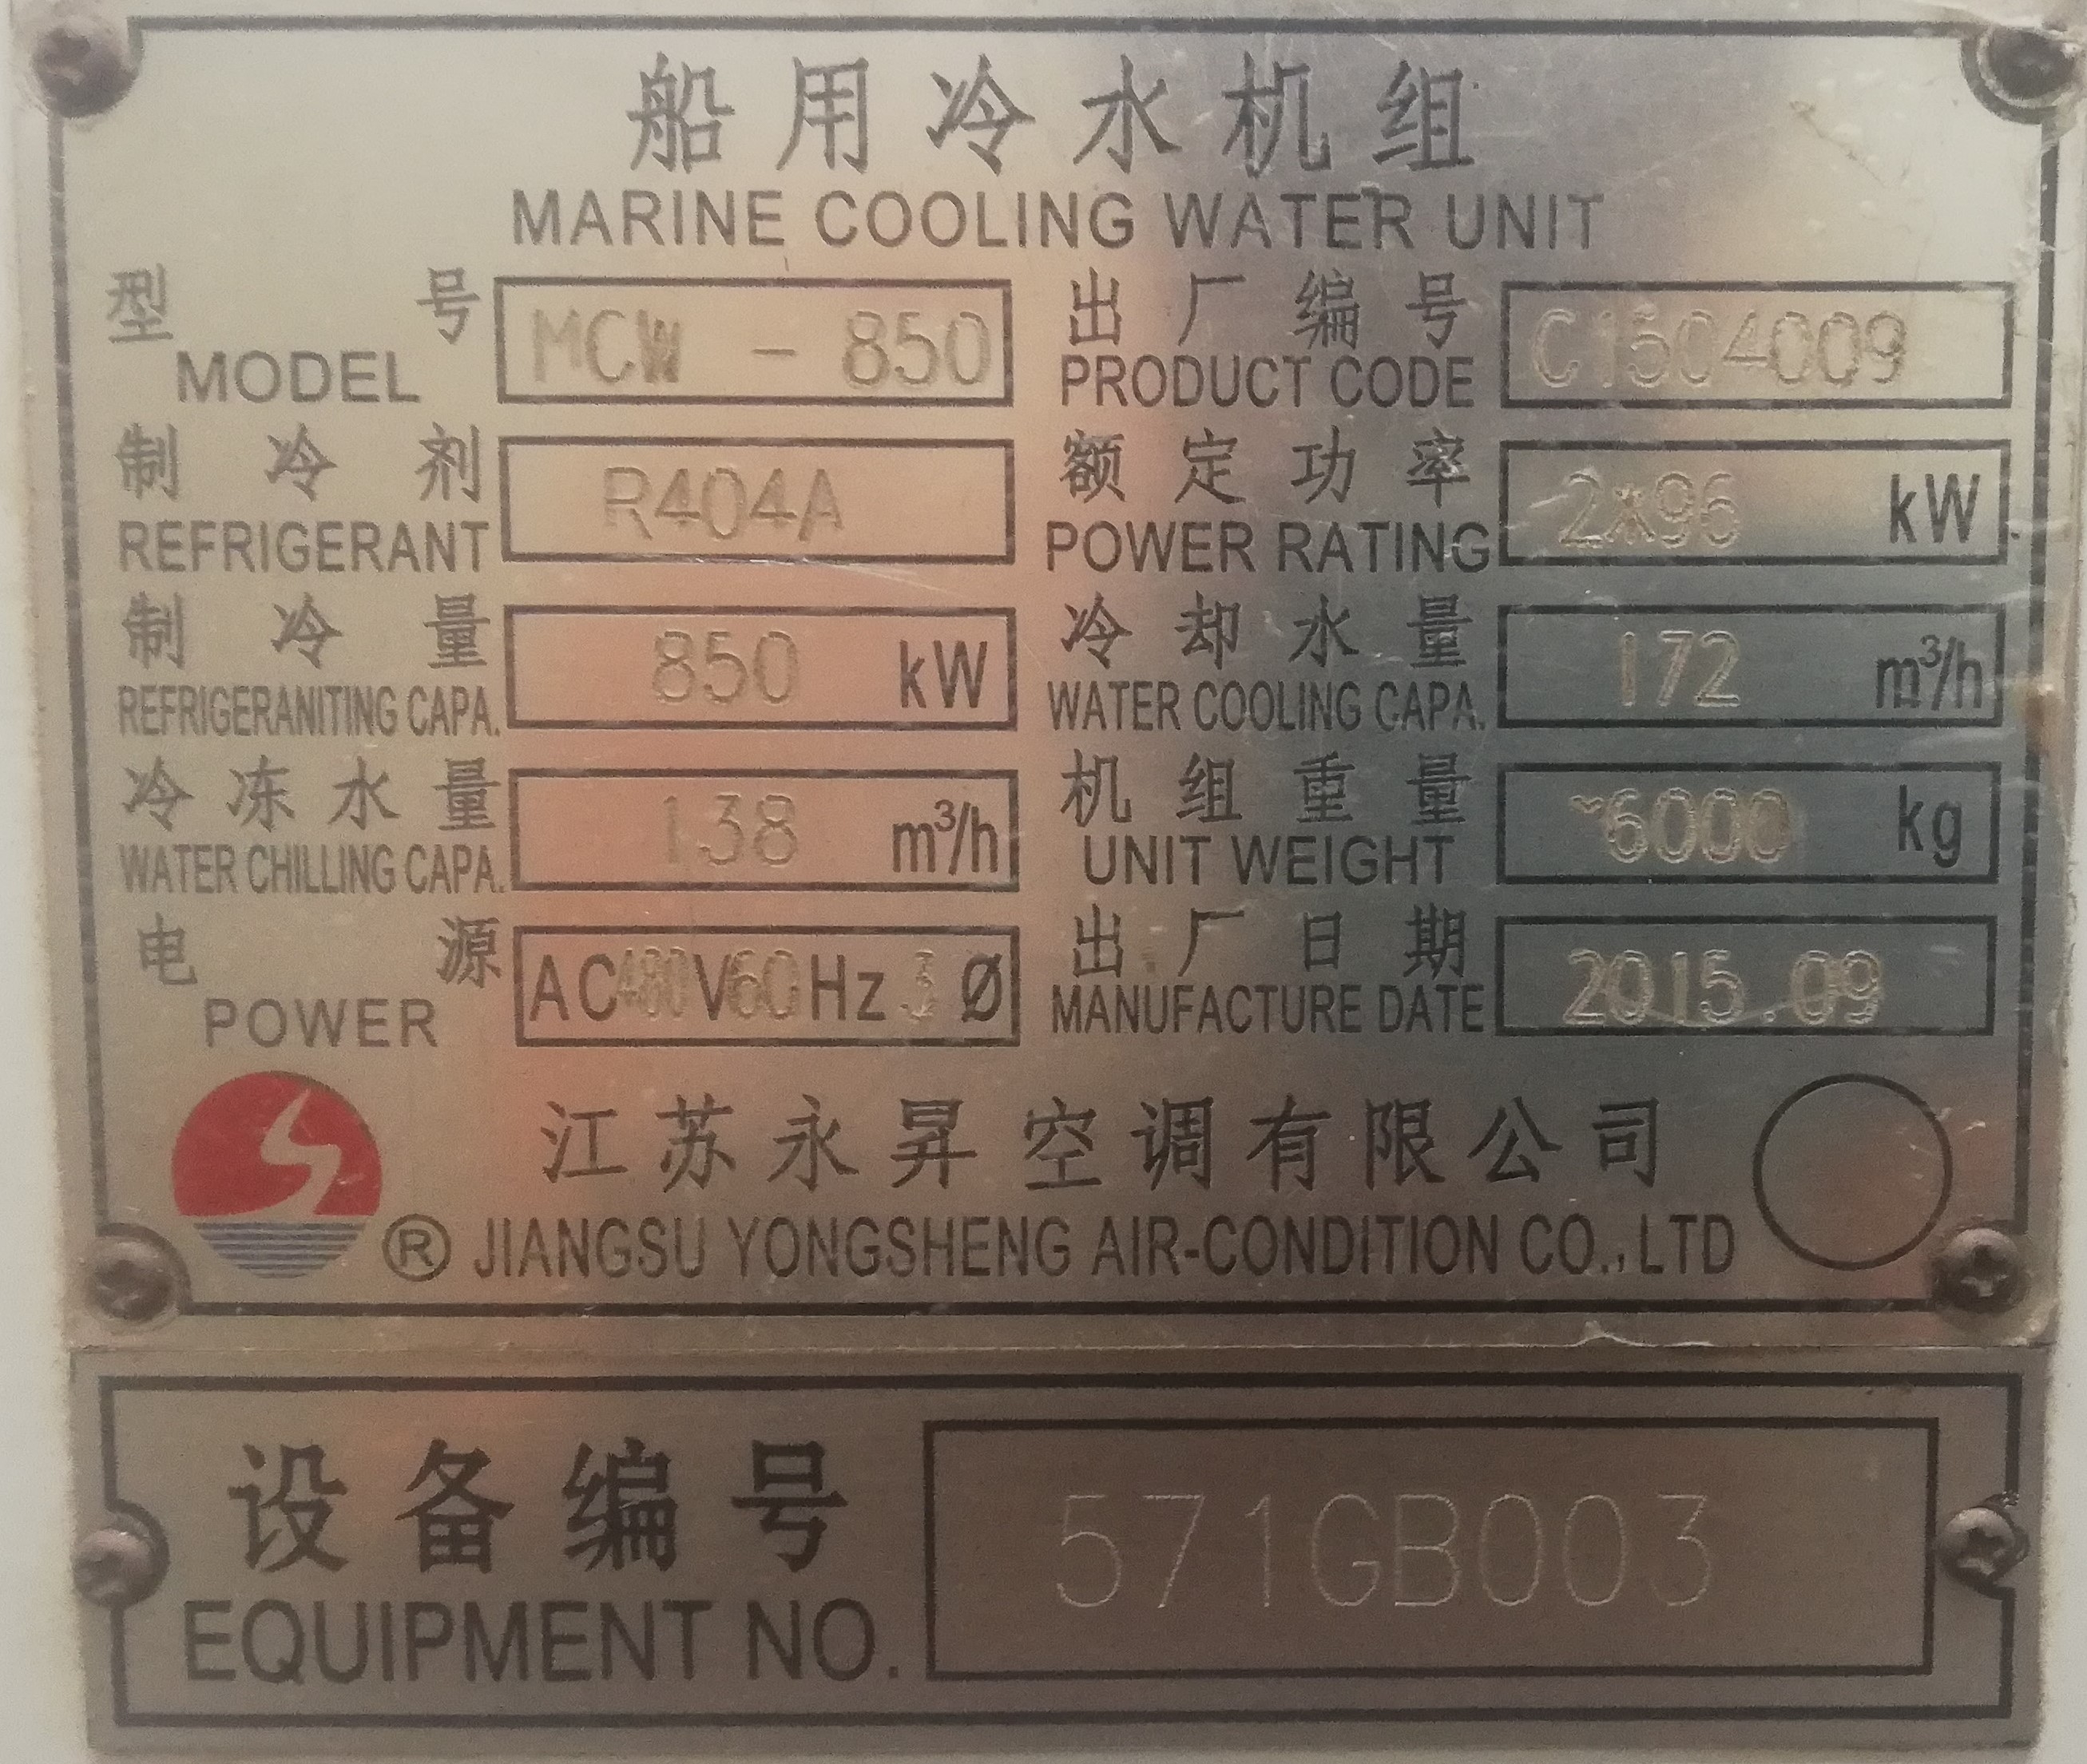 船用冷水机组
MARINE COOLING WATER UNIT
型号 MCW - 850 出厂编号 C1504009
MODEL PRODUCT CODE
制冷剂 R404A 额定功率 2x96 kW
REFRIGERANT POWER RATING
制冷量 850 kW 冷却水量 172 m³/h
REFRIGERANITING CAPA. WATER COOLING CAPA.
冷冻水量 138 m³/h 机组重量 ~6000 kg
WATER CHILLING CAPA. UNIT WEIGHT
电源 AC480V60Hz 3 Ø 出厂日期 2015.09
POWER MANUFACTURE DATE
江苏永昇空调有限公司
® JIANGSU YONGSHENG AIR-CONDITION CO.,LTD
设备编号 571GB003
EQUIPMENT NO.